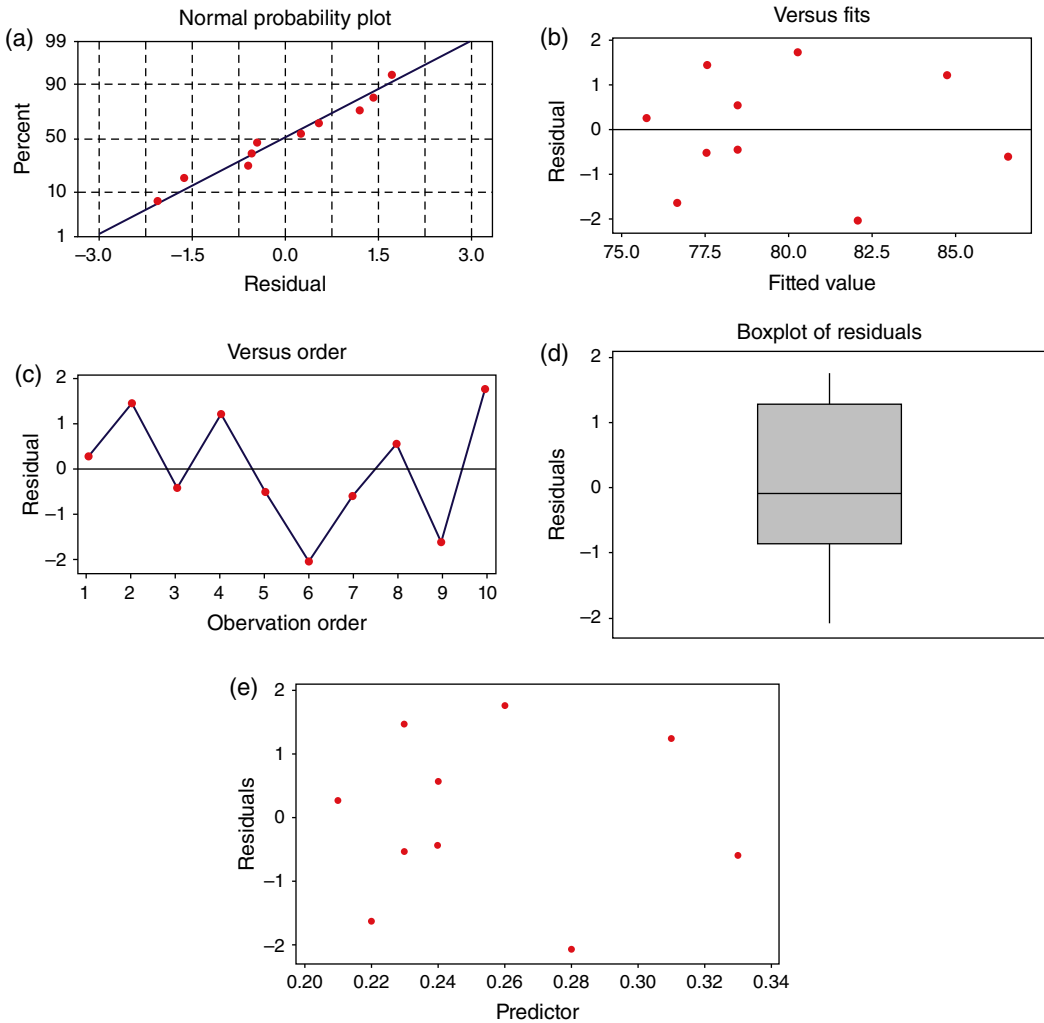 Normal probability plot
(a)
99
90
50
10
1
Percent
−3.0 −1.5 0.0 1.5 3.0
Residual
Versus fits
(b)
2
1
0
−1
−2
Residual
75.0 77.5 80.0 82.5 85.0
Fitted value
Versus order
(c)
2
1
0
−1
−2
Residual
1 2 3 4 5 6 7 8 9 10
Obervation order
Boxplot of residuals
(d)
2
1
0
−1
−2
Residuals
(e)
2
1
0
−1
−2
Residuals
0.20 0.22 0.24 0.26 0.28 0.30 0.32 0.34
Predictor